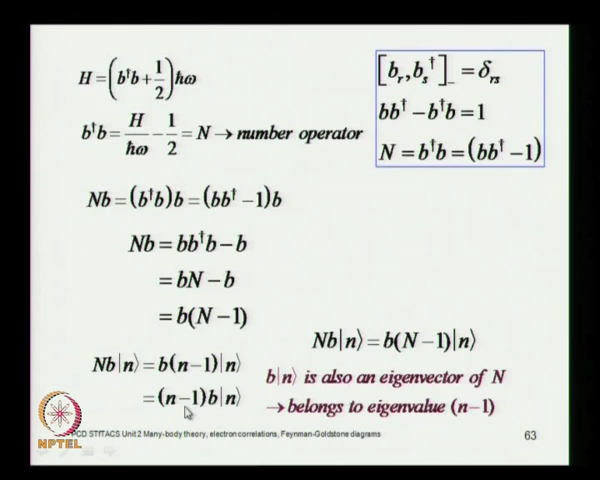 H = (b†b + 1/2)ħω
b†b = H/ħω − 1/2 = N → number operator
[b_r, b_s†]_− = δ_rs
bb† − b†b = 1
N = b†b = (bb† − 1)
Nb = (b†b)b = (bb† − 1)b
Nb = bb†b − b
= bN − b
= b(N − 1)
Nb|n⟩ = b(N − 1)|n⟩
Nb|n⟩ = b(n − 1)|n⟩
= (n − 1)b|n⟩
b|n⟩ is also an eigenvector of N
→ belongs to eigenvalue (n − 1)
PCD STiTACS Unit 2 Many-body theory, electron correlations, Feynman-Goldstone diagrams
63
NPTEL